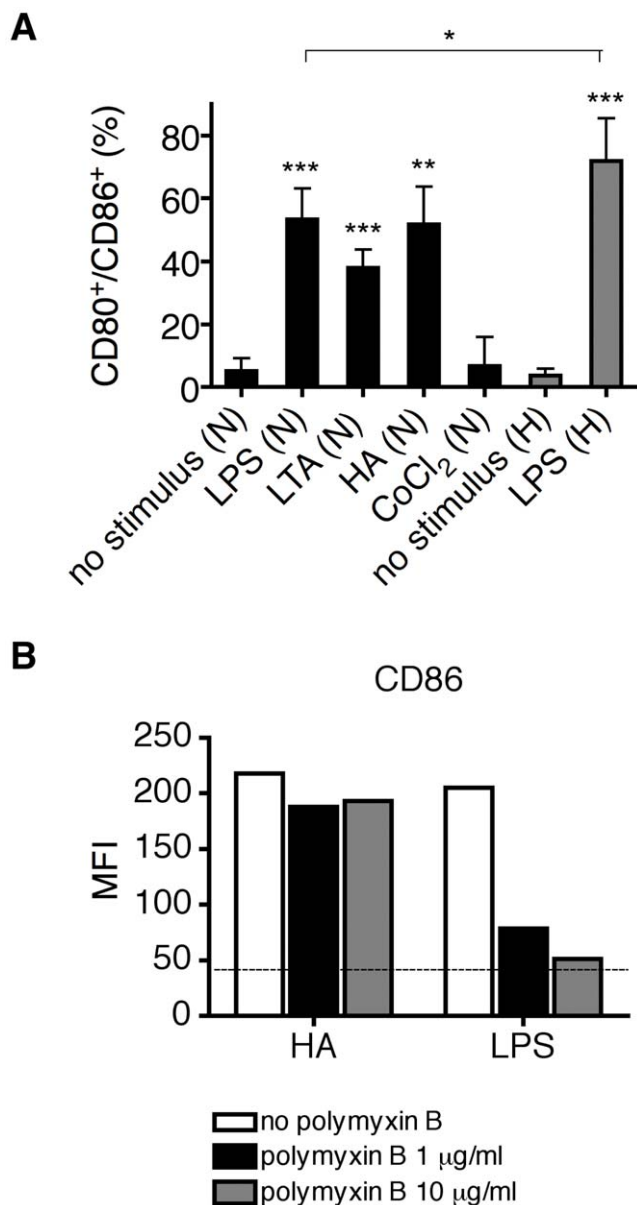 A
*
CD80⁺/CD86⁺ (%)
80
60
40
20
0
***
***
**
***
no stimulus (N)
LPS (N)
LTA (N)
HA (N)
CoCl₂ (N)
no stimulus (H)
LPS (H)
B
CD86
MFI
250
200
150
100
50
0
HA LPS
no polymyxin B
polymyxin B 1 μg/ml
polymyxin B 10 μg/ml